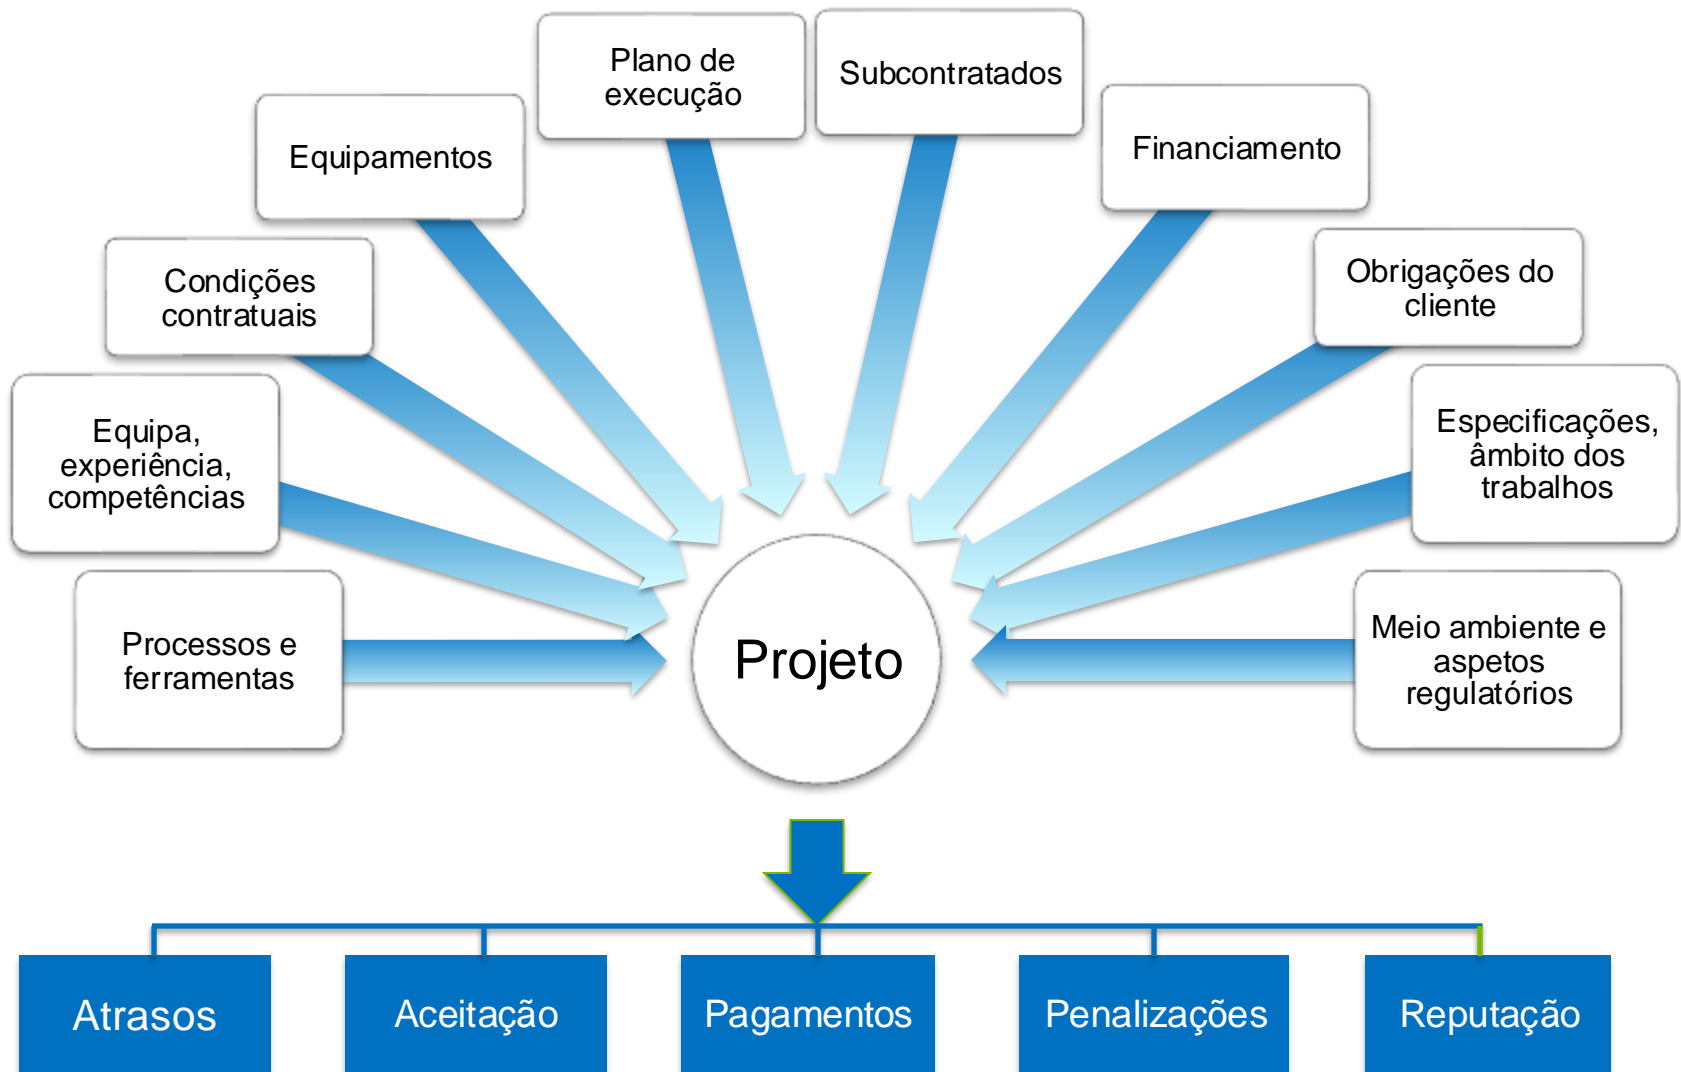 Plano de
execução
Subcontratados
Equipamentos
Financiamento
Condições
contratuais
Obrigações do
cliente
Equipa,
experiência,
competências
Especificações,
âmbito dos
trabalhos
Processos e
ferramentas
Meio ambiente e
aspetos
regulatórios
Projeto
Atrasos
Aceitação
Pagamentos
Penalizações
Reputação